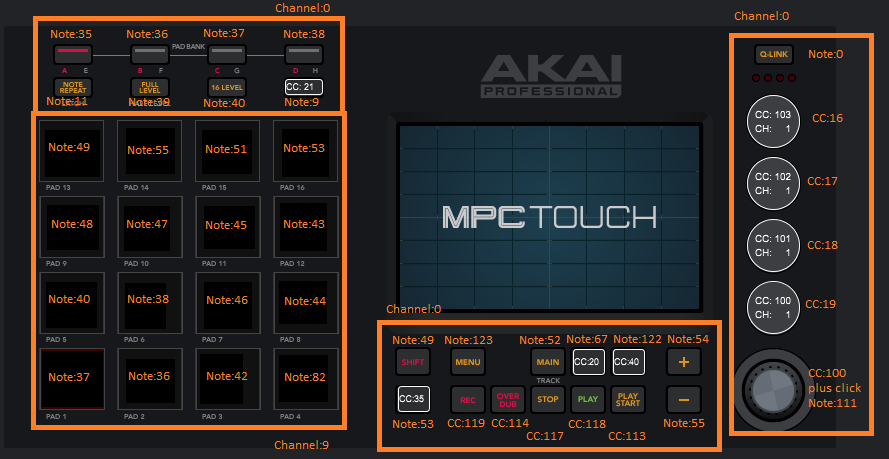 Channel:0
Channel:0
Note:35
Note:36
Note:37
Note:38
PAD BANK
A E
B F
C G
D H
NOTE
REPEAT
FULL
LEVEL
16 LEVEL
CC: 21
Note:11
Note:39
Note:40
Note:9
Note:49
Note:55
Note:51
Note:53
PAD 13
PAD 14
PAD 15
PAD 16
Note:48
Note:47
Note:45
Note:43
PAD 9
PAD 10
PAD 11
PAD 12
Note:40
Note:38
Note:46
Note:44
PAD 5
PAD 6
PAD 7
PAD 8
Note:37
Note:36
Note:42
Note:82
PAD 1
PAD 2
PAD 3
PAD 4
Channel:9
AKAI
PROFESSIONAL
MPCTOUCH
Channel:0
Note:49
Note:123
Note:52
Note:67
Note:122
Note:54
SHIFT
MENU
MAIN
CC:20
CC:40
+
TRACK
CC:35
REC
OVER
DUB
STOP
PLAY
PLAY
START
−
Note:53
CC:119
CC:114
CC:117
CC:118
CC:113
Note:55
Q-LINK
Note:0
CC: 103
CH: 1
CC:16
CC: 102
CH: 1
CC:17
CC: 101
CH: 1
CC:18
CC: 100
CH: 1
CC:19
CC:100
plus click
Note:111